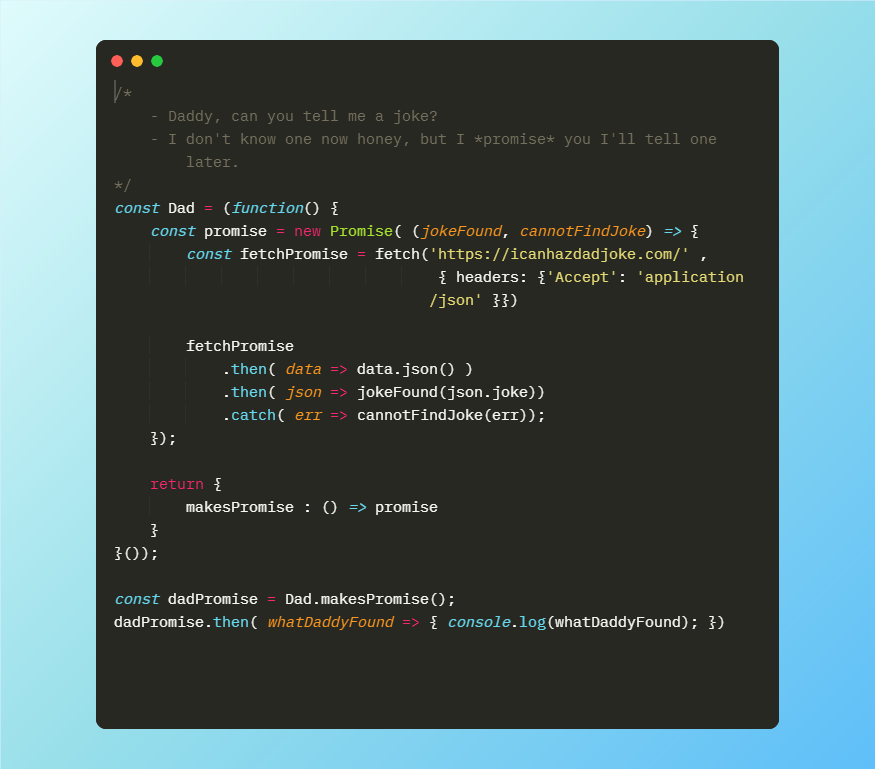 /*
    - Daddy, can you tell me a joke?
    - I don't know one now honey, but I *promise* you I'll tell one
        later.
*/
const Dad = (function() {
    const promise = new Promise( (jokeFound, cannotFindJoke) => {
        const fetchPromise = fetch('https://icanhazdadjoke.com/' ,
                                    { headers: {'Accept': 'application
                                   /json' }})

        fetchPromise
            .then( data => data.json() )
            .then( json => jokeFound(json.joke))
            .catch( err => cannotFindJoke(err));
    });

    return {
        makesPromise : () => promise
    }
}());

const dadPromise = Dad.makesPromise();
dadPromise.then( whatDaddyFound => { console.log(whatDaddyFound); })